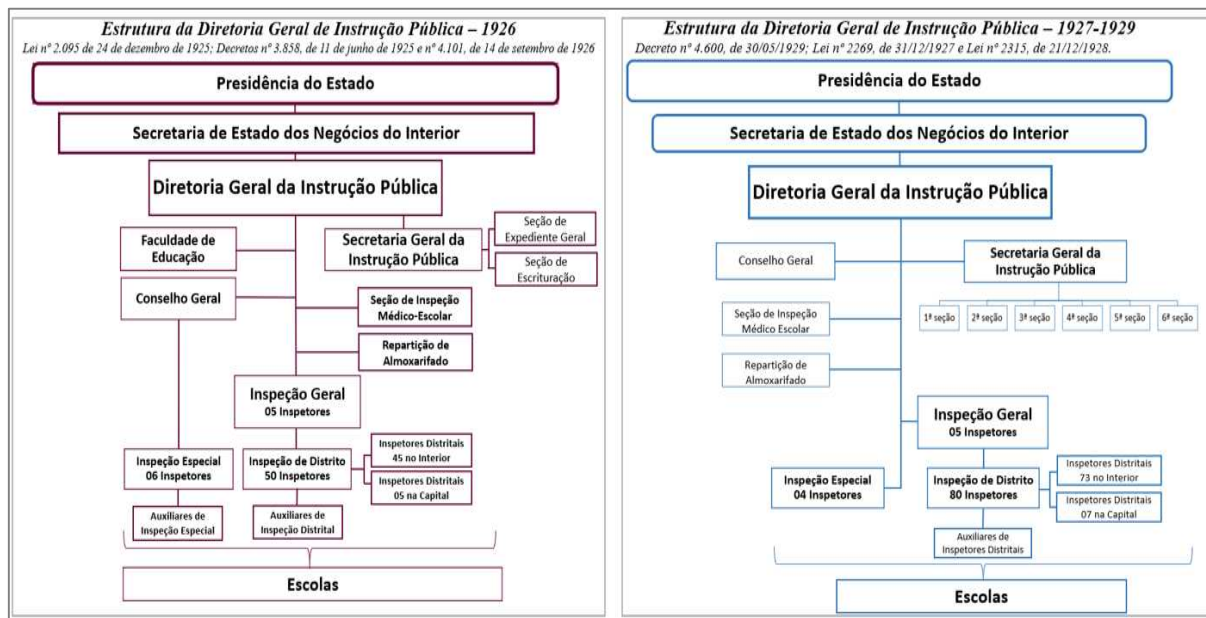 Estrutura da Diretoria Geral de Instrução Pública – 1926
Lei nº 2.095 de 24 de dezembro de 1925; Decretos nº 3.858, de 11 de junho de 1925 e nº 4.101, de 14 de setembro de 1926
Presidência do Estado
Secretaria de Estado dos Negócios do Interior
Diretoria Geral da Instrução Pública
Faculdade de
Educação
Secretaria Geral da
Instrução Pública
Seção de
Expediente Geral
Seção de
Escrituração
Conselho Geral
Seção de Inspeção
Médico-Escolar
Repartição de
Almoxarifado
Inspeção Geral
05 Inspetores
Inspeção Especial
06 Inspetores
Inspeção de Distrito
50 Inspetores
Inspetores Distritais
45 no Interior
Inspetores Distritais
05 na Capital
Auxiliares de
Inspeção Especial
Auxiliares de
Inspeção Distrital
Escolas
Estrutura da Diretoria Geral de Instrução Pública – 1927-1929
Decreto nº 4.600, de 30/05/1929; Lei nº 2269, de 31/12/1927 e Lei nº 2315, de 21/12/1928.
Presidência do Estado
Secretaria de Estado dos Negócios do Interior
Diretoria Geral da Instrução Pública
Conselho Geral
Secretaria Geral da
Instrução Pública
1ª seção
2ª seção
3ª seção
4ª seção
5ª seção
6ª seção
Seção de Inspeção
Médico Escolar
Repartição de
Almoxarifado
Inspeção Geral
05 Inspetores
Inspeção Especial
04 Inspetores
Inspeção de Distrito
80 Inspetores
Inspetores Distritais
73 no Interior
Inspetores Distritais
07 na Capital
Auxiliares de
Inspetores Distritais
Escolas